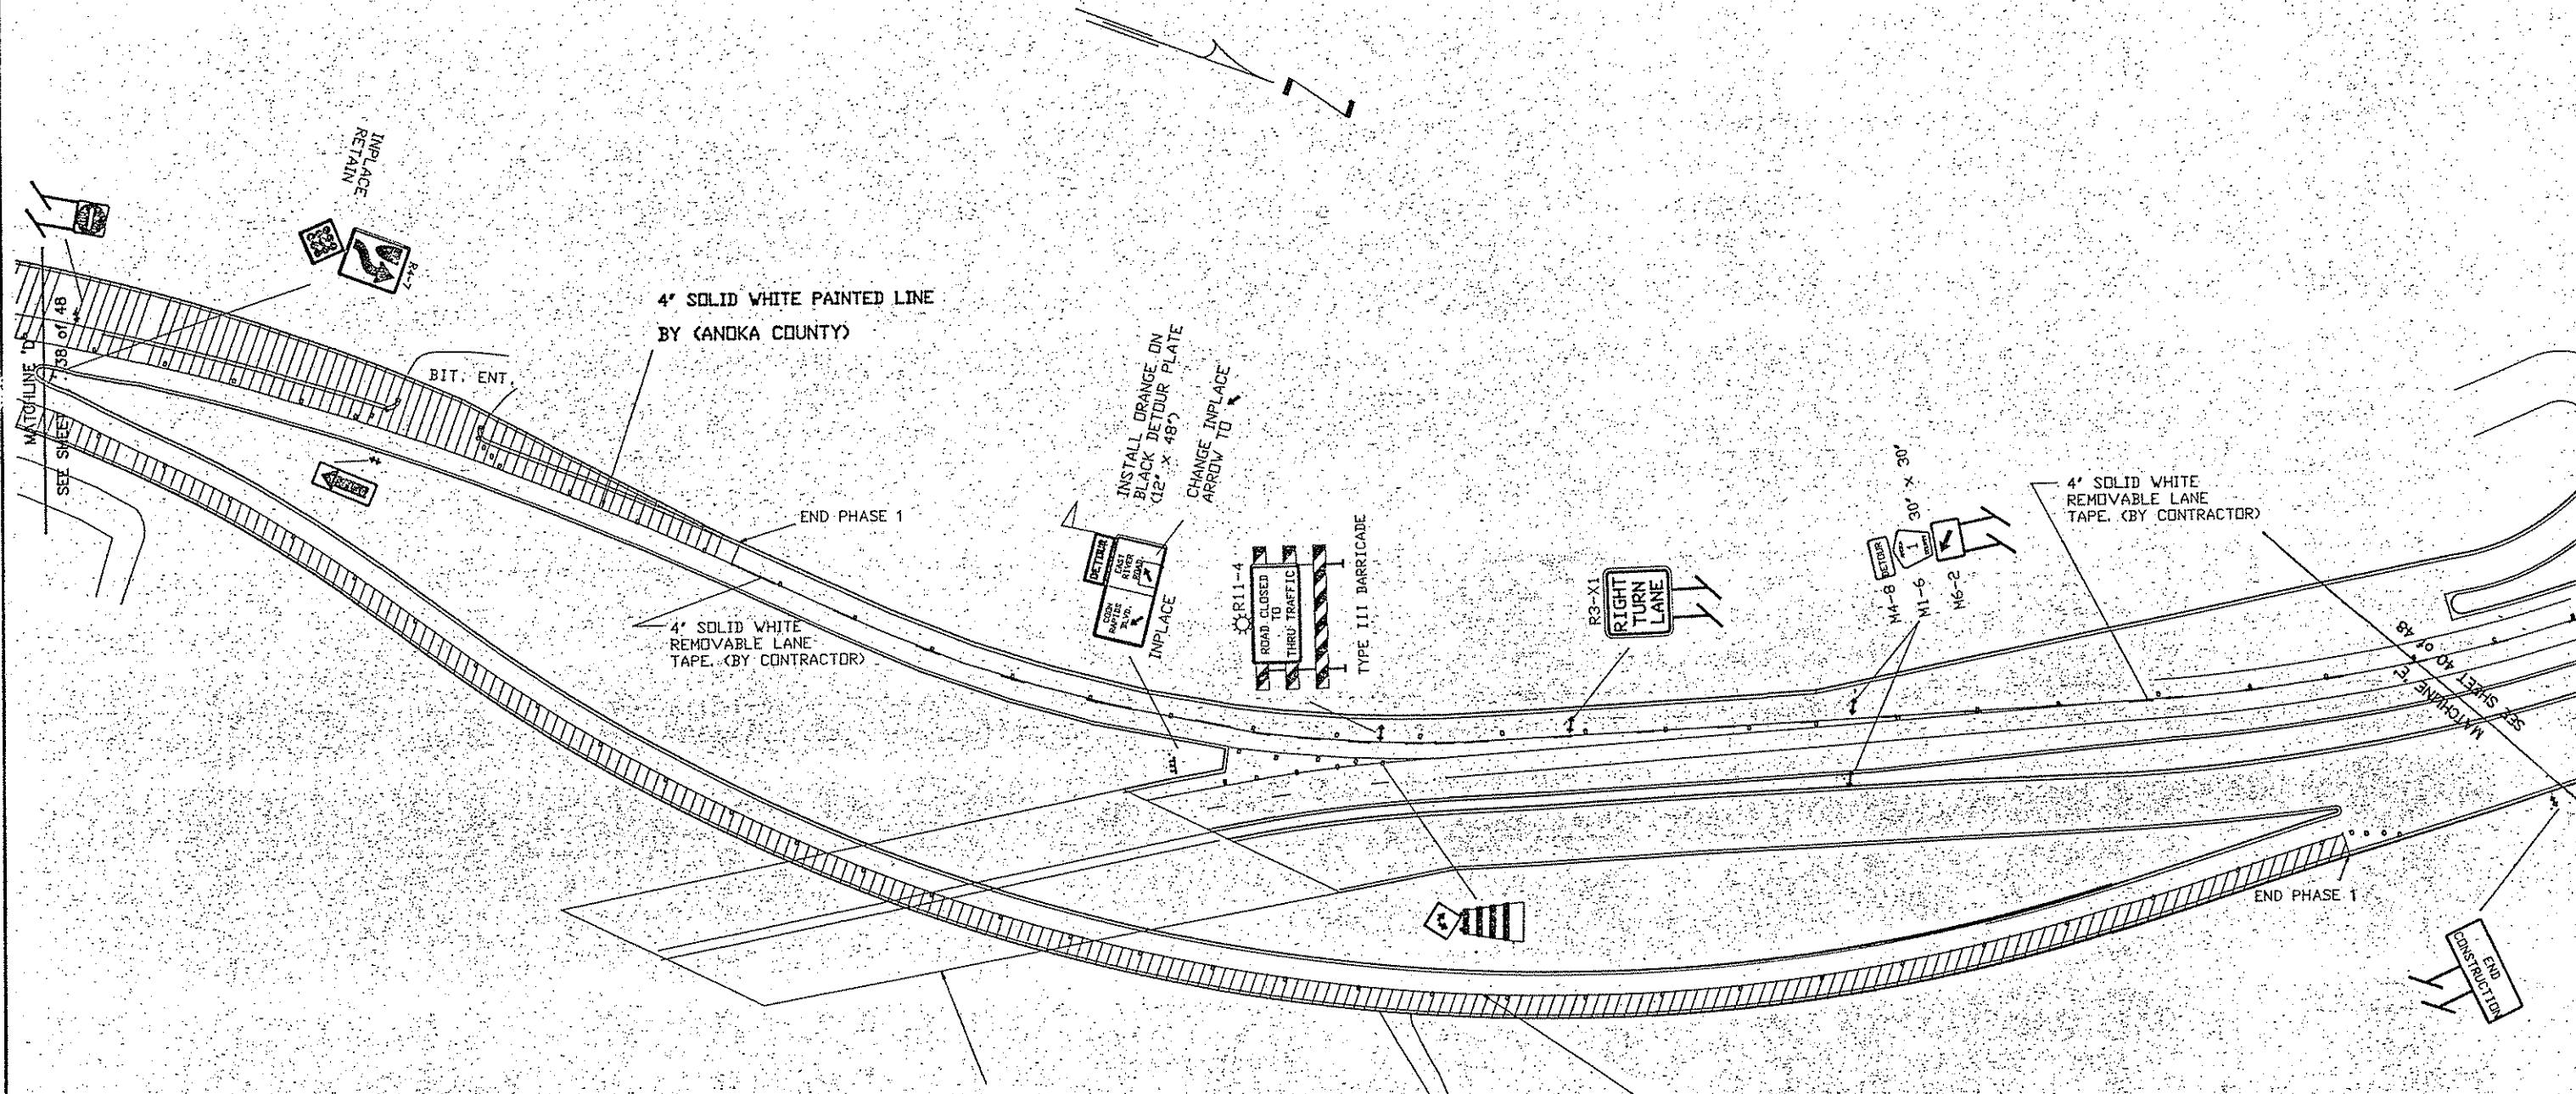 INPLACE
RETAIN
R4-7
MATCHLINE "D"
SEE SHEET 38 of 48
BIT. ENT.
4" SOLID WHITE PAINTED LINE
BY (ANOKA COUNTY)
END PHASE 1
4" SOLID WHITE
REMOVABLE LANE
TAPE. (BY CONTRACTOR)
INSTALL ORANGE ON
BLACK DETOUR PLATE
(12" x 48")
CHANGE INPLACE
ARROW TO
DETOUR
EAST
RIVER
ROAD
COON
RAPIDS
BLVD.
INPLACE
R11-4
ROAD CLOSED
TO
THRU TRAFFIC
TYPE III BARRICADE
R3-X1
RIGHT
TURN
LANE
30" x 30"
DETOUR
1
M4-8
M1-6
M6-2
4" SOLID WHITE
REMOVABLE LANE
TAPE. (BY CONTRACTOR)
MATCHLINE "E"
SEE SHEET 40 of 48
END PHASE 1
END
CONSTRUCTION